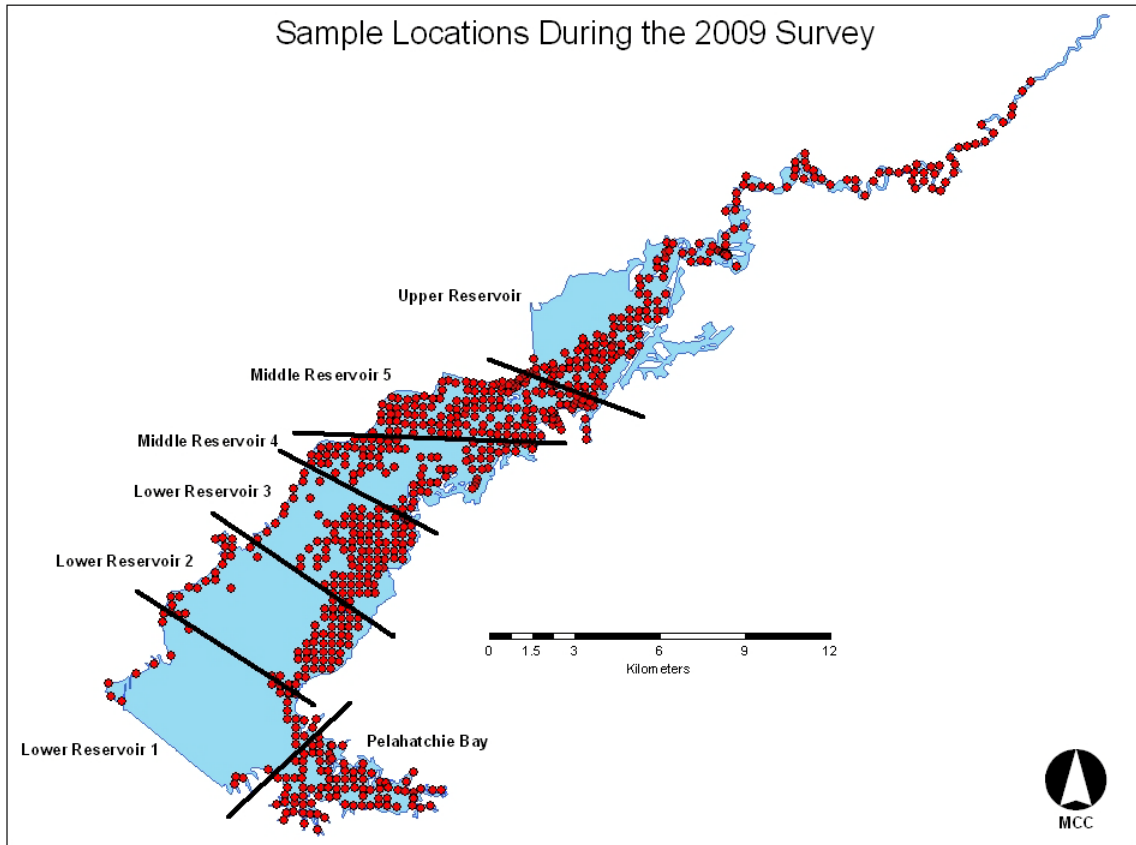 Sample Locations During the 2009 Survey
Upper Reservoir
Middle Reservoir 5
Middle Reservoir 4
Lower Reservoir 3
Lower Reservoir 2
Lower Reservoir 1
Pelahatchie Bay
0 1.5 3 6 9 12
Kilometers
MCC